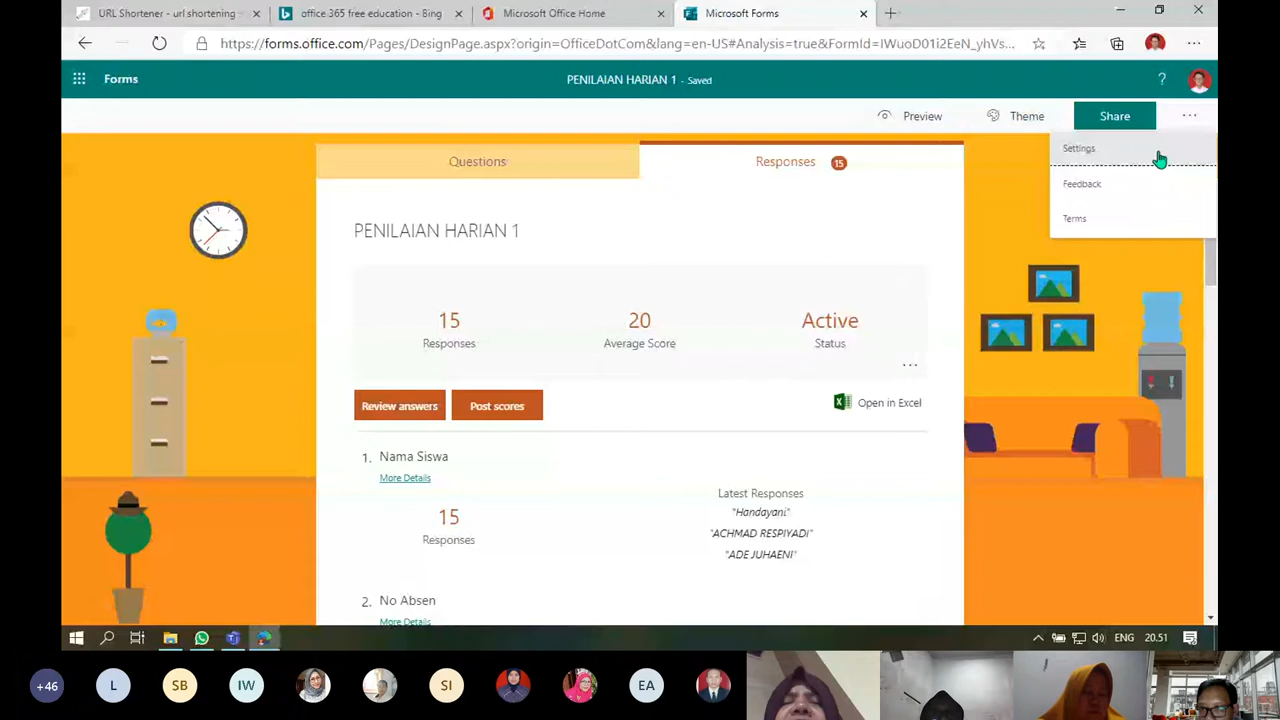 URL Shortener - url shortening
office 365 free education - Bing
Microsoft Office Home
Microsoft Forms
https://forms.office.com/Pages/DesignPage.aspx?origin=OfficeDotCom&lang=en-US#Analysis=true&FormId=IWuoD01i2EeN_yhVs...
Forms
PENILAIAN HARIAN 1 - Saved
?
Preview
Theme
Share
...
Settings
Feedback
Terms
Questions
Responses 15
PENILAIAN HARIAN 1
15
Responses
20
Average Score
Active
Status
...
Review answers
Post scores
Open in Excel
1. Nama Siswa
More Details
15
Responses
Latest Responses
"Handayani"
"ACHMAD RESPIYADI"
"ADE JUHAENI"
2. No Absen
More Details
ENG
20.51
+46
L
SB
IW
SI
EA